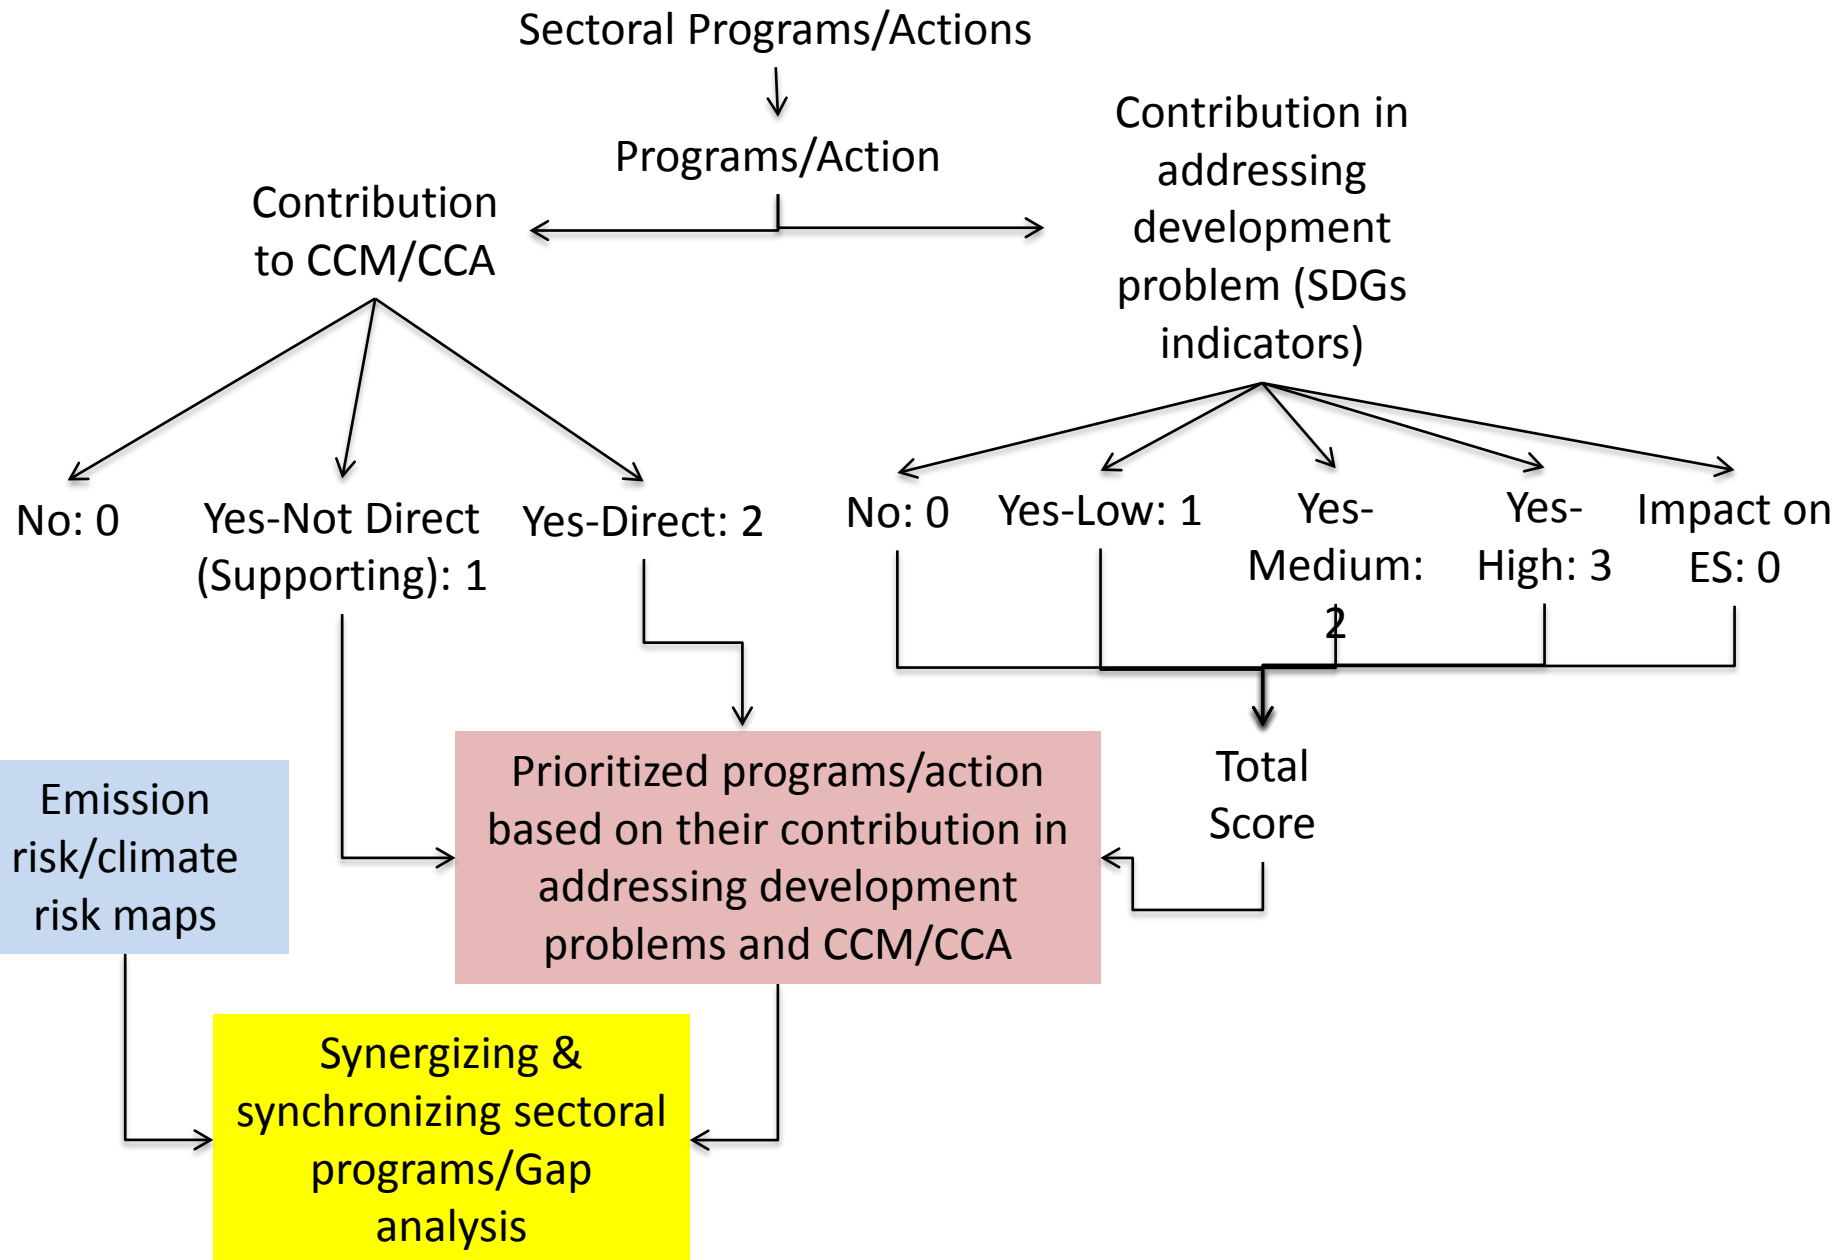 Sectoral Programs/Actions
Programs/Action
Contribution
to CCM/CCA
Contribution in
addressing
development
problem (SDGs
indicators)
No: 0
Yes-Not Direct
(Supporting): 1
Yes-Direct: 2
No: 0
Yes-Low: 1
Yes-
Medium:
2
Yes-
High: 3
Impact on
ES: 0
Emission
risk/climate
risk maps
Prioritized programs/action
based on their contribution in
addressing development
problems and CCM/CCA
Total
Score
Synergizing &
synchronizing sectoral
programs/Gap
analysis